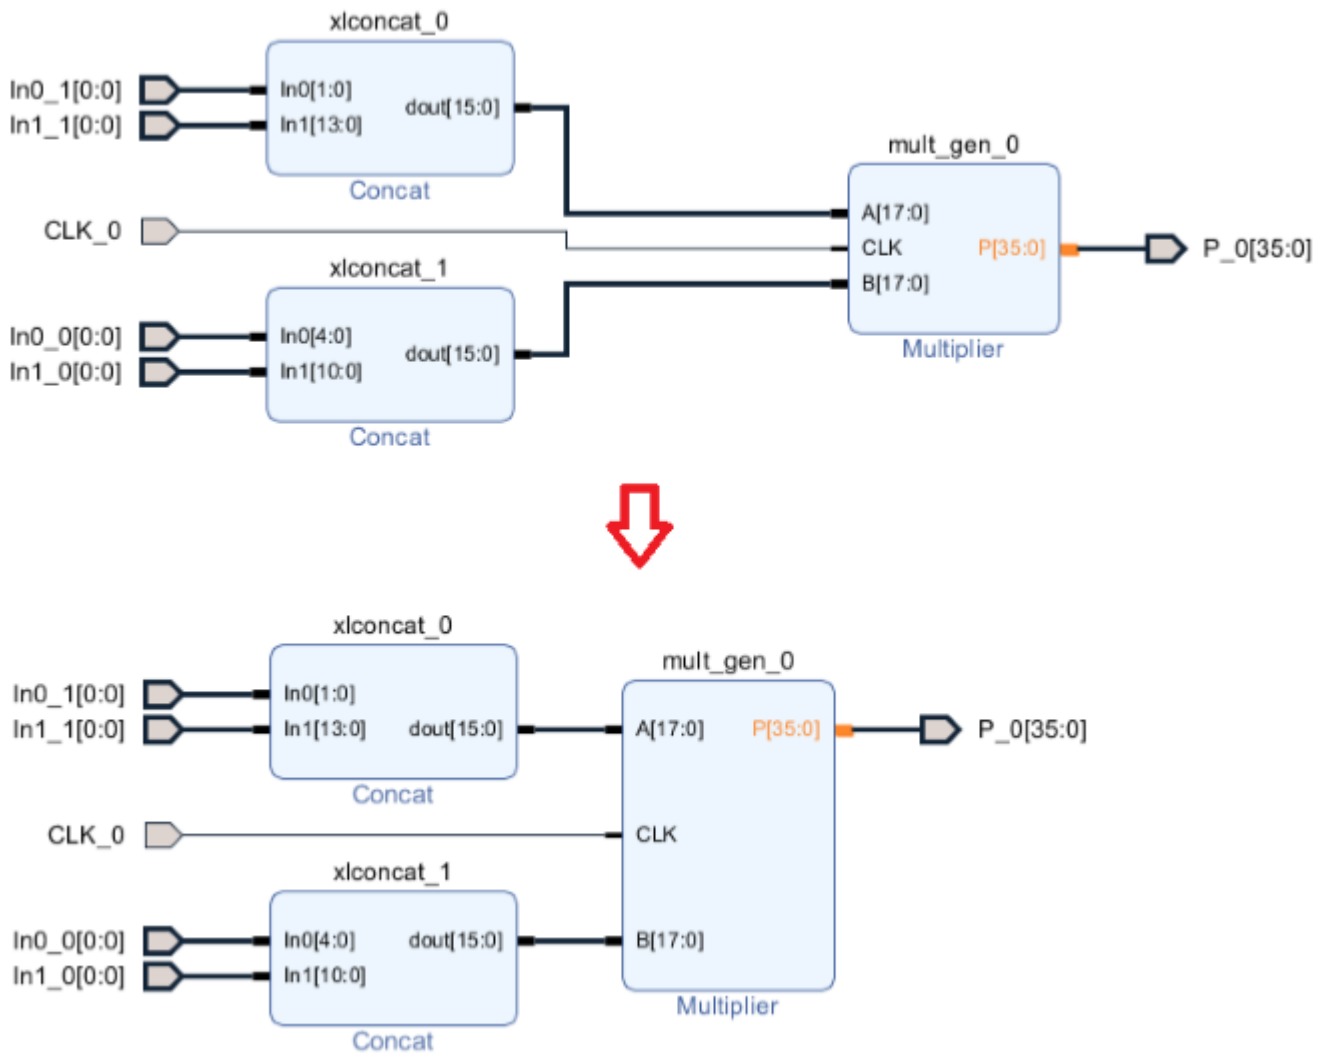 xlconcat_0
In0_1[0:0]
In1_1[0:0]
In0[1:0]
In1[13:0]
dout[15:0]
Concat
CLK_0
xlconcat_1
In0_0[0:0]
In1_0[0:0]
In0[4:0]
In1[10:0]
dout[15:0]
Concat
mult_gen_0
A[17:0]
CLK
B[17:0]
P[35:0]
Multiplier
P_0[35:0]
xlconcat_0
In0_1[0:0]
In1_1[0:0]
In0[1:0]
In1[13:0]
dout[15:0]
Concat
CLK_0
xlconcat_1
In0_0[0:0]
In1_0[0:0]
In0[4:0]
In1[10:0]
dout[15:0]
Concat
mult_gen_0
A[17:0]
CLK
B[17:0]
P[35:0]
Multiplier
P_0[35:0]